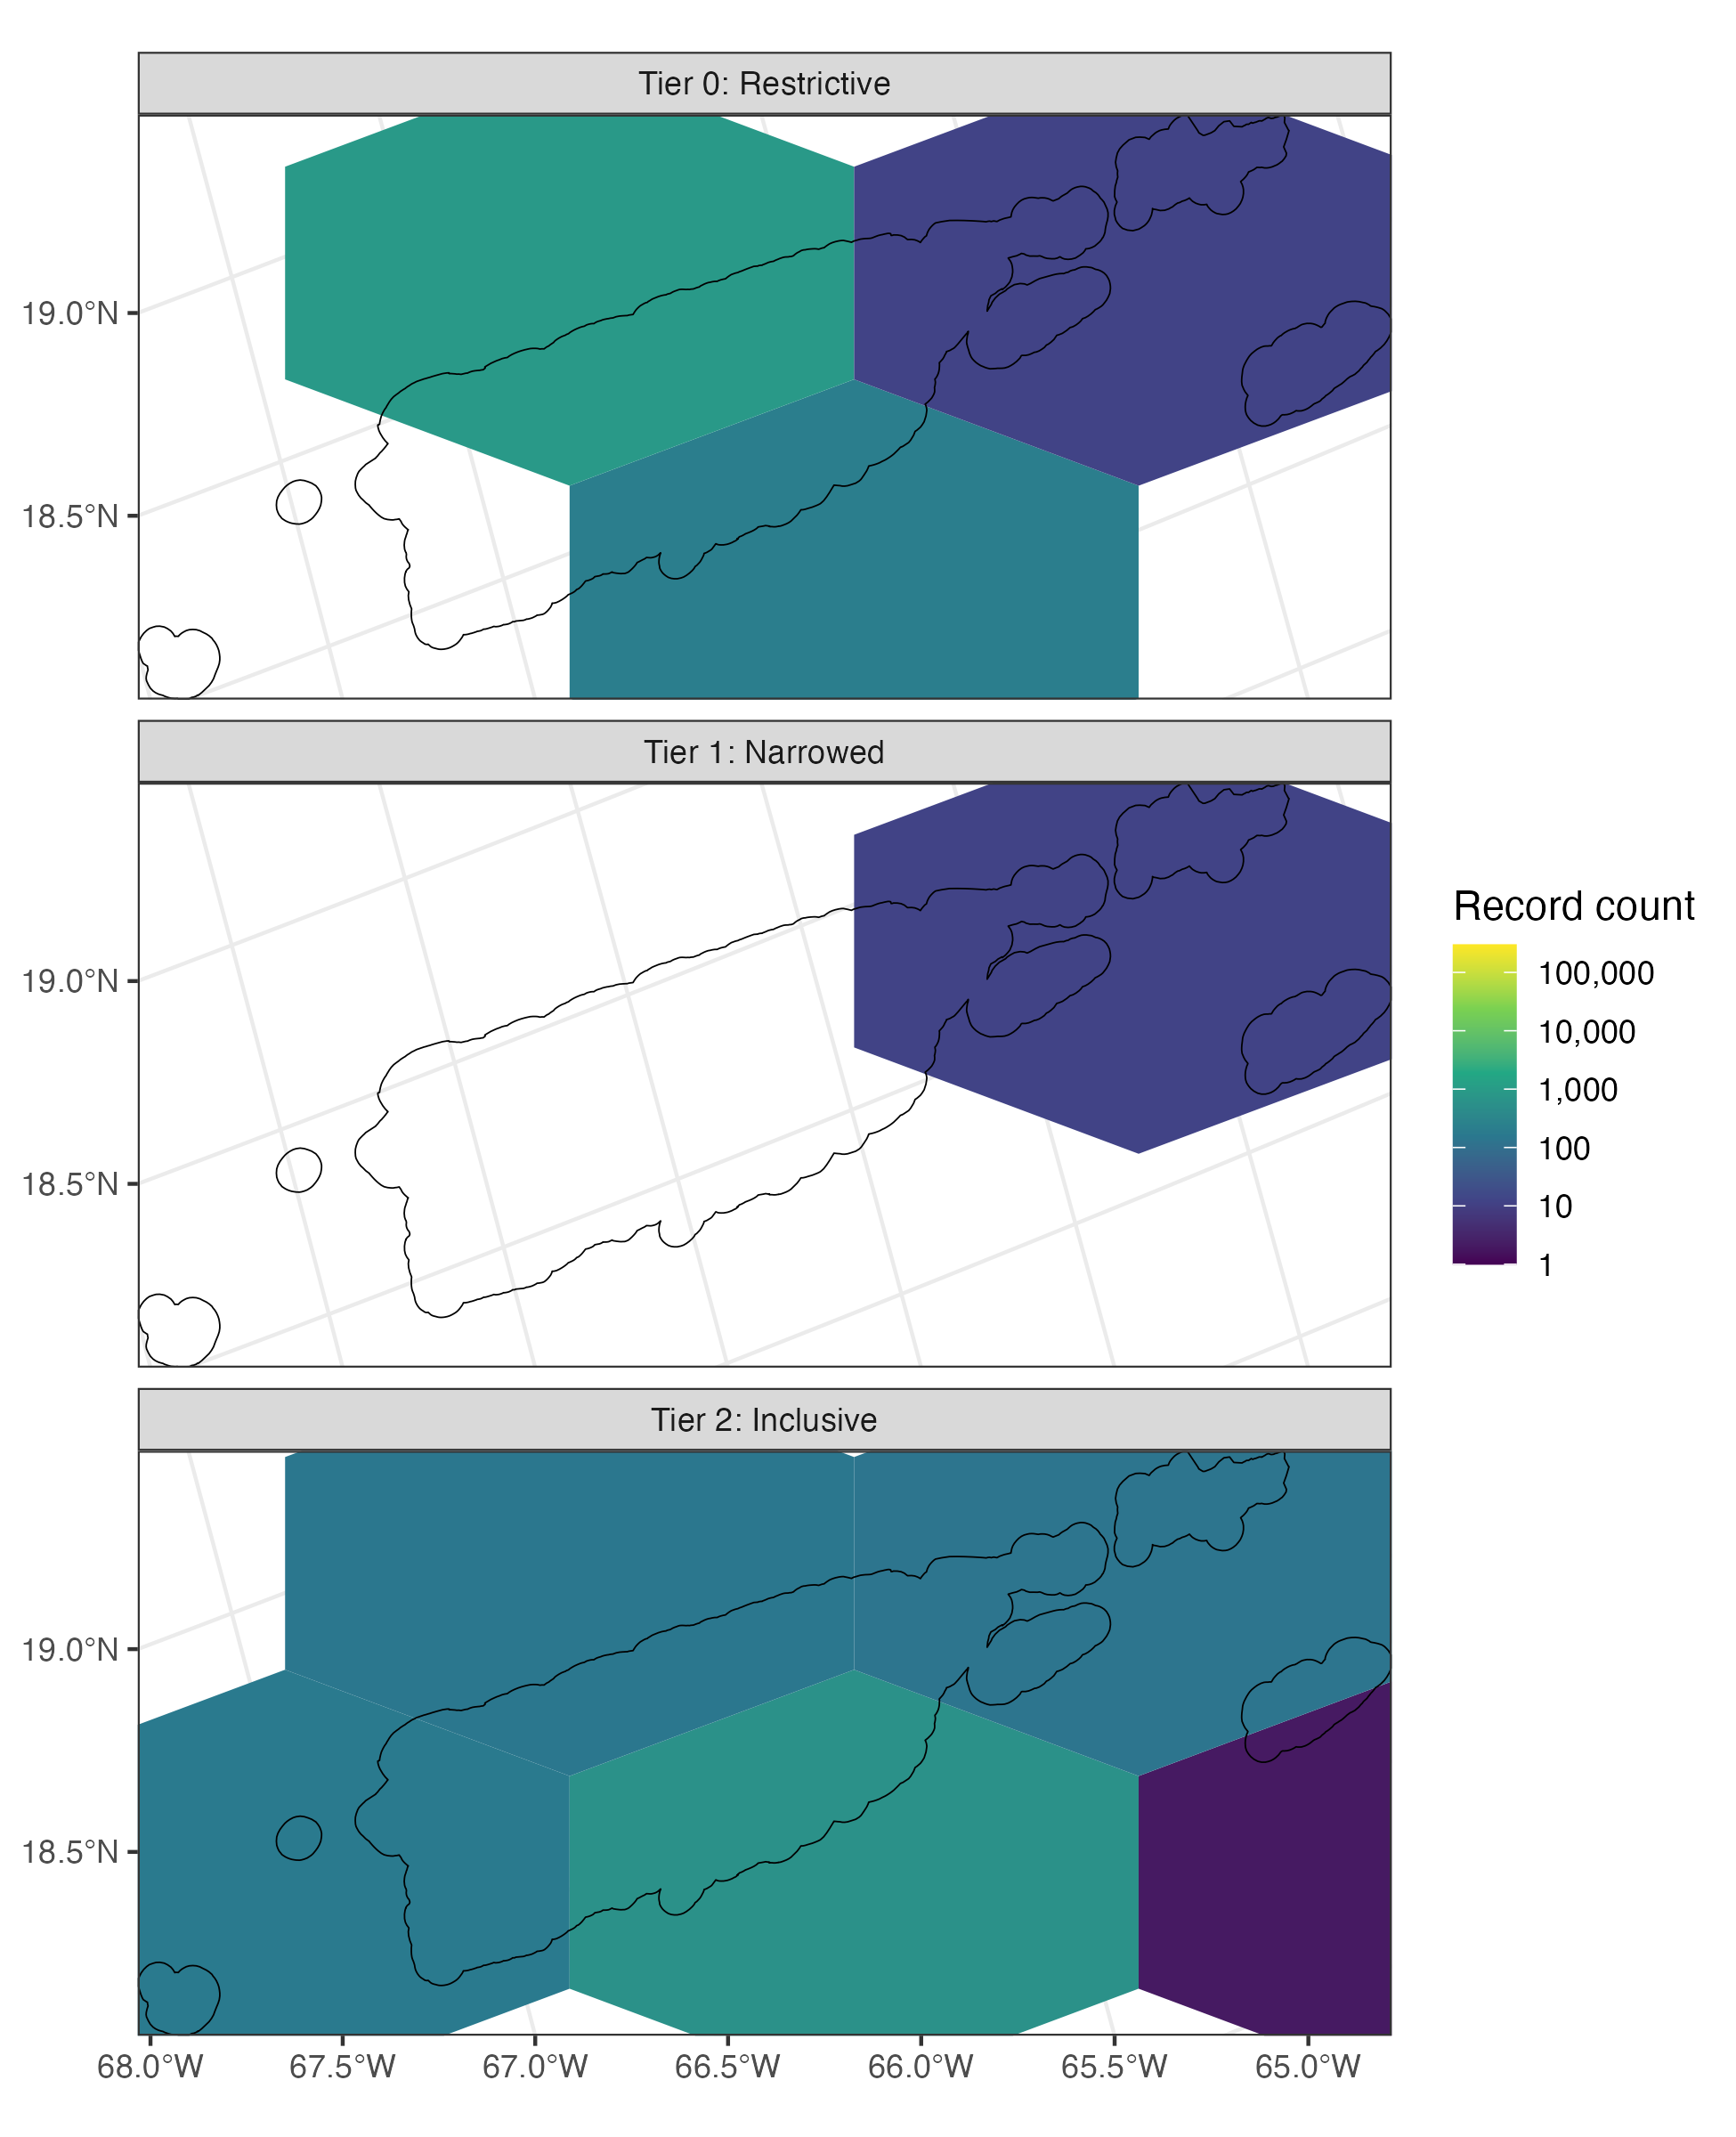 Tier 0: Restrictive
19.0°N
18.5°N
Tier 1: Narrowed
19.0°N
18.5°N
Tier 2: Inclusive
19.0°N
18.5°N
68.0°W 67.5°W 67.0°W 66.5°W 66.0°W 65.5°W 65.0°W
Record count
100,000
10,000
1,000
100
10
1